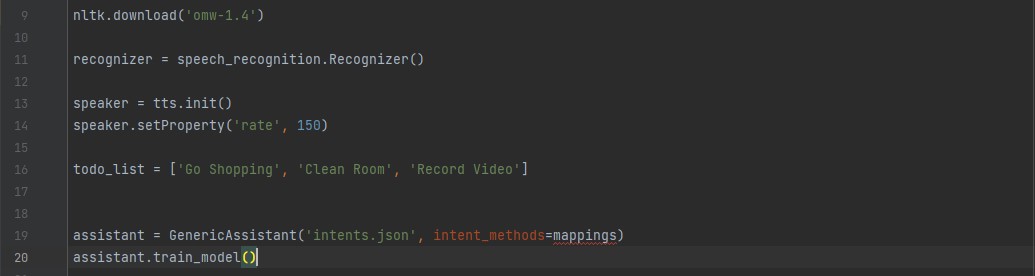 9 nltk.download('omw-1.4')
10
11 recognizer = speech_recognition.Recognizer()
12
13 speaker = tts.init()
14 speaker.setProperty('rate', 150)
15
16 todo_list = ['Go Shopping', 'Clean Room', 'Record Video']
17
18
19 assistant = GenericAssistant('intents.json', intent_methods=mappings)
20 assistant.train_model()